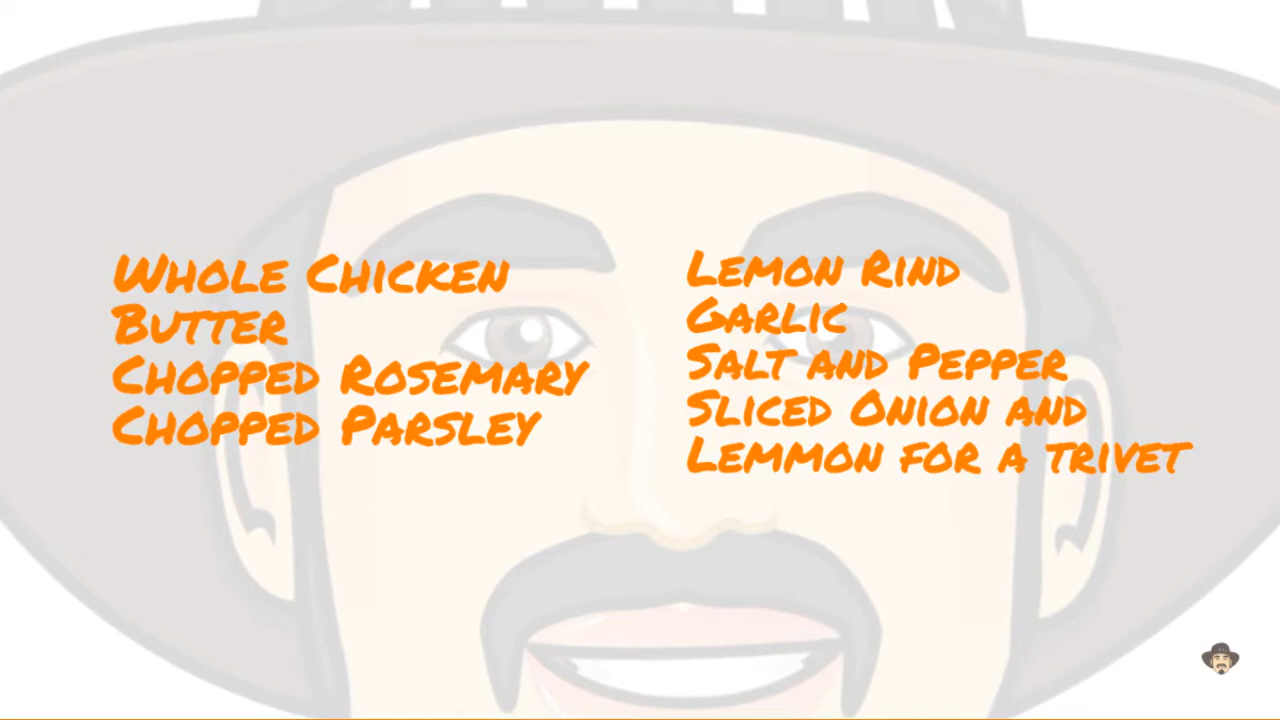 Whole Chicken
Butter
Chopped Rosemary
Chopped Parsley
Lemon Rind
Garlic
Salt and Pepper
Sliced Onion and
Lemmon for a trivet